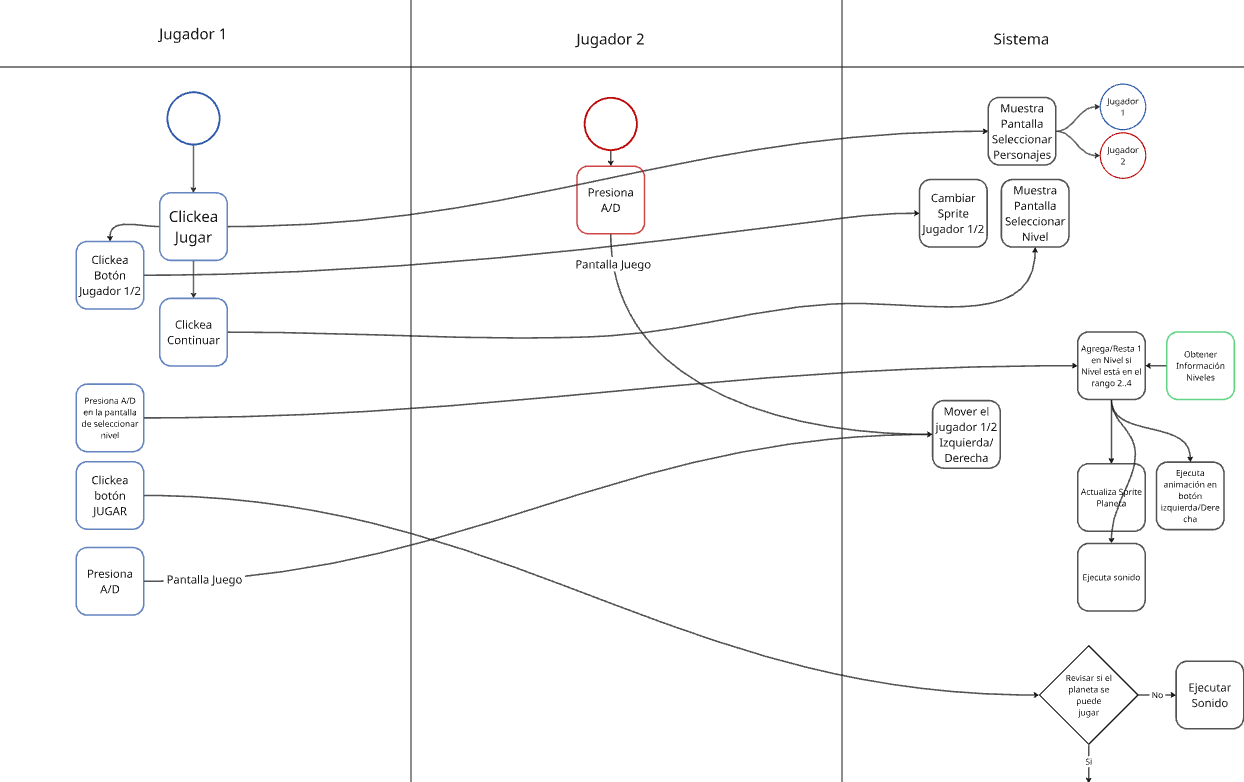 Jugador 1
Jugador 2
Sistema
Clickea
Jugar
Clickea
Botón
Jugador 1/2
Clickea
Continuar
Presiona A/D
en la pantalla
de seleccionar
nivel
Clickea
botón
JUGAR
Presiona
A/D
Pantalla Juego
Presiona
A/D
Pantalla Juego
Muestra
Pantalla
Seleccionar
Personajes
Jugador
1
Jugador
2
Cambiar
Sprite
Jugador 1/2
Muestra
Pantalla
Seleccionar
Nivel
Agrega/Resta 1
en Nivel si
Nivel está en el
rango 2..4
Obtener
Información
Niveles
Mover el
jugador 1/2
Izquierda/
Derecha
Actualiza Sprite
Planeta
Ejecuta
animación en
botón
izquierda/Dere
cha
Ejecuta sonido
Revisar si el
planeta se
puede
jugar
No
Ejecutar
Sonido
Si